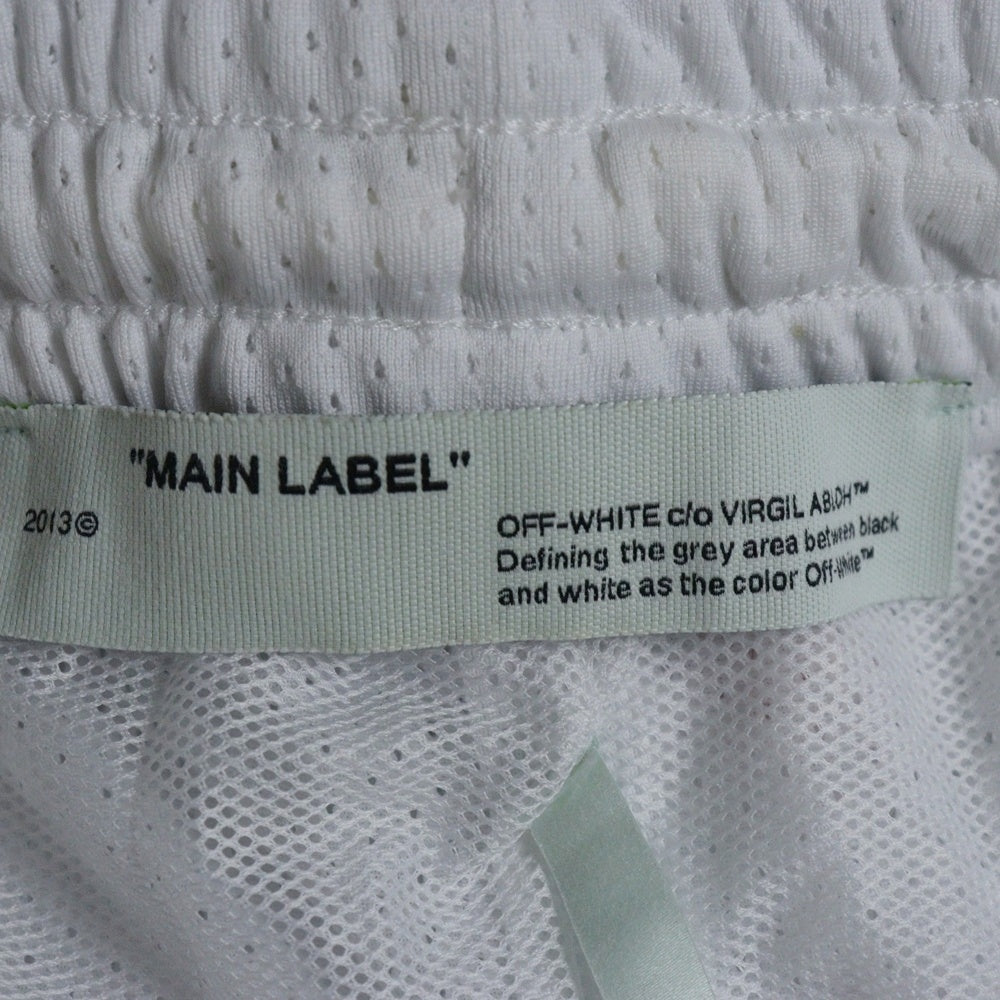 "MAIN LABEL"
2013©
OFF-WHITE c/o VIRGIL ABLOH™
Defining the grey area between black
and white as the color Off-White™